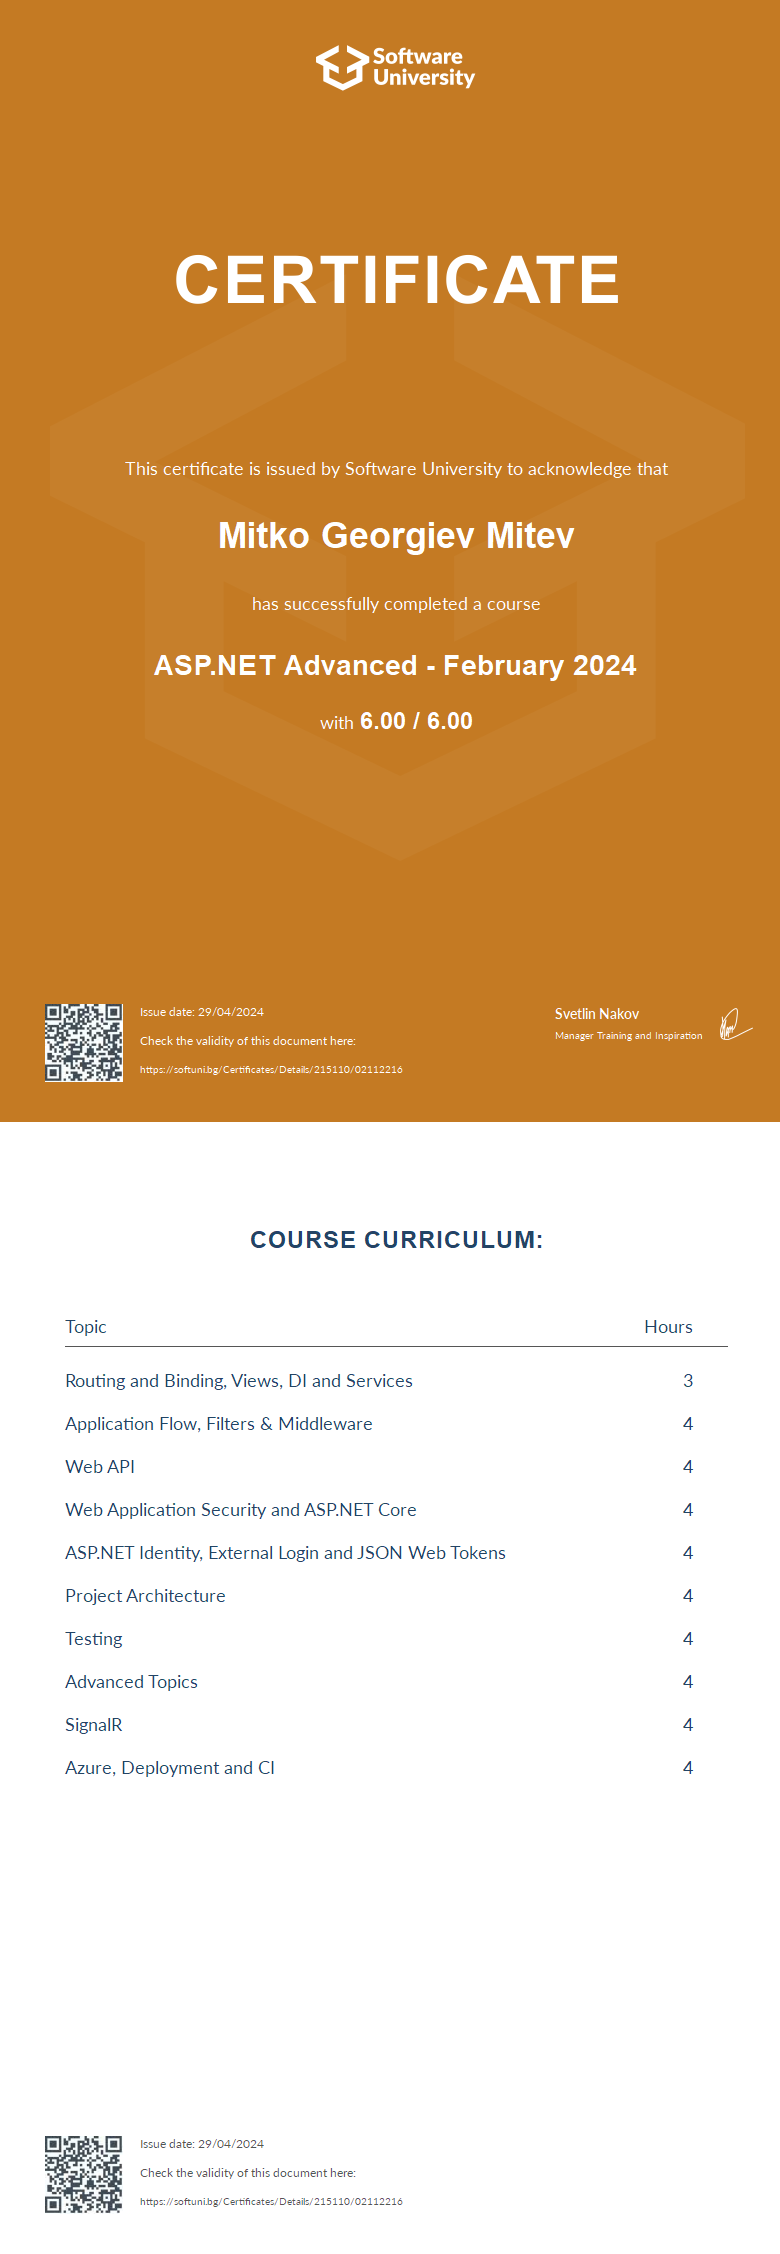 Software
University
CERTIFICATE
This certificate is issued by Software University to acknowledge that
Mitko Georgiev Mitev
has successfully completed a course
ASP.NET Advanced - February 2024
with 6.00 / 6.00
Issue date: 29/04/2024
Check the validity of this document here:
https://softuni.bg/Certificates/Details/215110/02112216
Svetlin Nakov
Manager Training and Inspiration
COURSE CURRICULUM:
Topic Hours
Routing and Binding, Views, DI and Services 3
Application Flow, Filters & Middleware 4
Web API 4
Web Application Security and ASP.NET Core 4
ASP.NET Identity, External Login and JSON Web Tokens 4
Project Architecture 4
Testing 4
Advanced Topics 4
SignalR 4
Azure, Deployment and CI 4
Issue date: 29/04/2024
Check the validity of this document here:
https://softuni.bg/Certificates/Details/215110/02112216